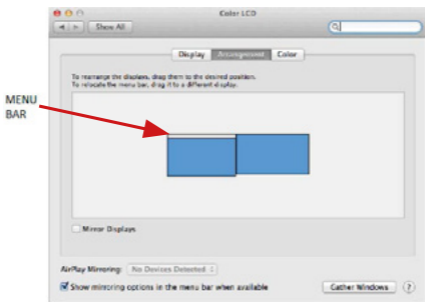 Color LCD
Show All
Display Arrangement Color
To rearrange the displays, drag them to the desired position.
To relocate the menu bar, drag it to a different display.
MENU
BAR
Mirror Displays
AirPlay Mirroring: No Devices Detected
Show mirroring options in the menu bar when available
Gather Windows ?